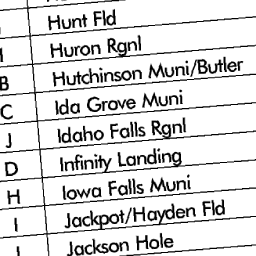 Hunt Fld
Huron Rgnl
B Hutchinson Muni/Butler
C Ida Grove Muni
J Idaho Falls Rgnl
D Infinity Landing
H Iowa Falls Muni
I Jackpot/Hayden Fld
Jackson Hole